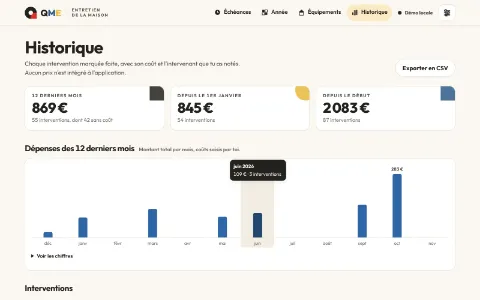 QME
ENTRETIEN
DE LA MAISON
Échéances
Année
Équipements
Historique
Démo locale
Historique
Chaque intervention marquée faite, avec son coût et l'intervenant que tu as notés.
Aucun prix n'est intégré à l'application.
Exporter en CSV
12 DERNIERS MOIS
869 €
55 interventions, dont 42 sans coût
DEPUIS LE 1ER JANVIER
845 €
54 interventions
DEPUIS LE DÉBUT
2 083 €
87 interventions
Dépenses des 12 derniers mois
Montant total par mois, coûts saisis par toi.
juin 2026
109 € · 5 interventions
283 €
déc
janv
févr
mars
avr
mai
juin
juil
août
sept
oct
nov
Voir les chiffres
Interventions